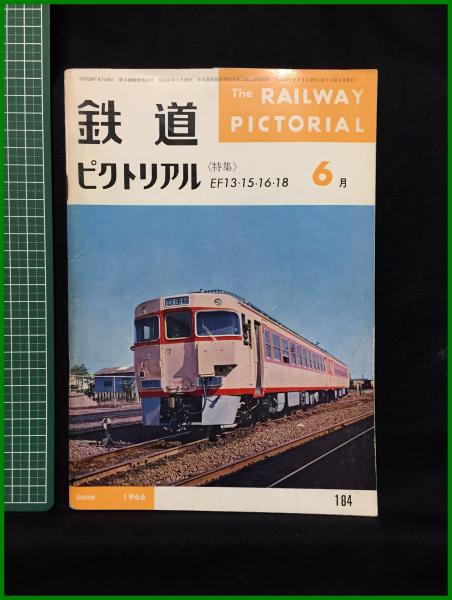 The RAILWAY
PICTORIAL
鉄道
ピクトリアル
〈特集〉
EF13·15·16·18
6月
June 1966
184